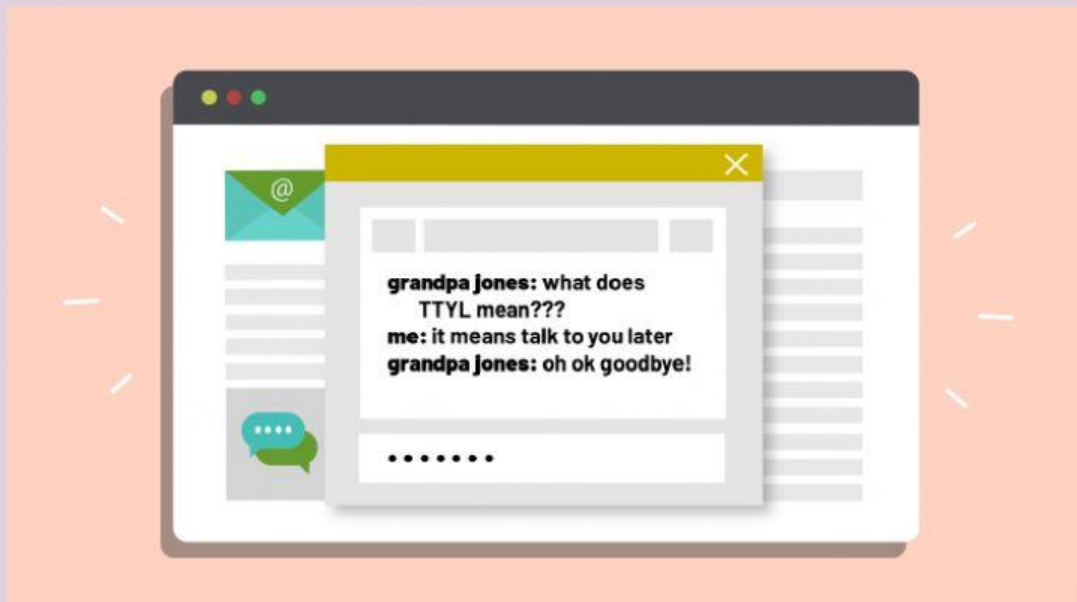 @
grandpa jones: what does
TTYL mean???
me: it means talk to you later
grandpa jones: oh ok goodbye!